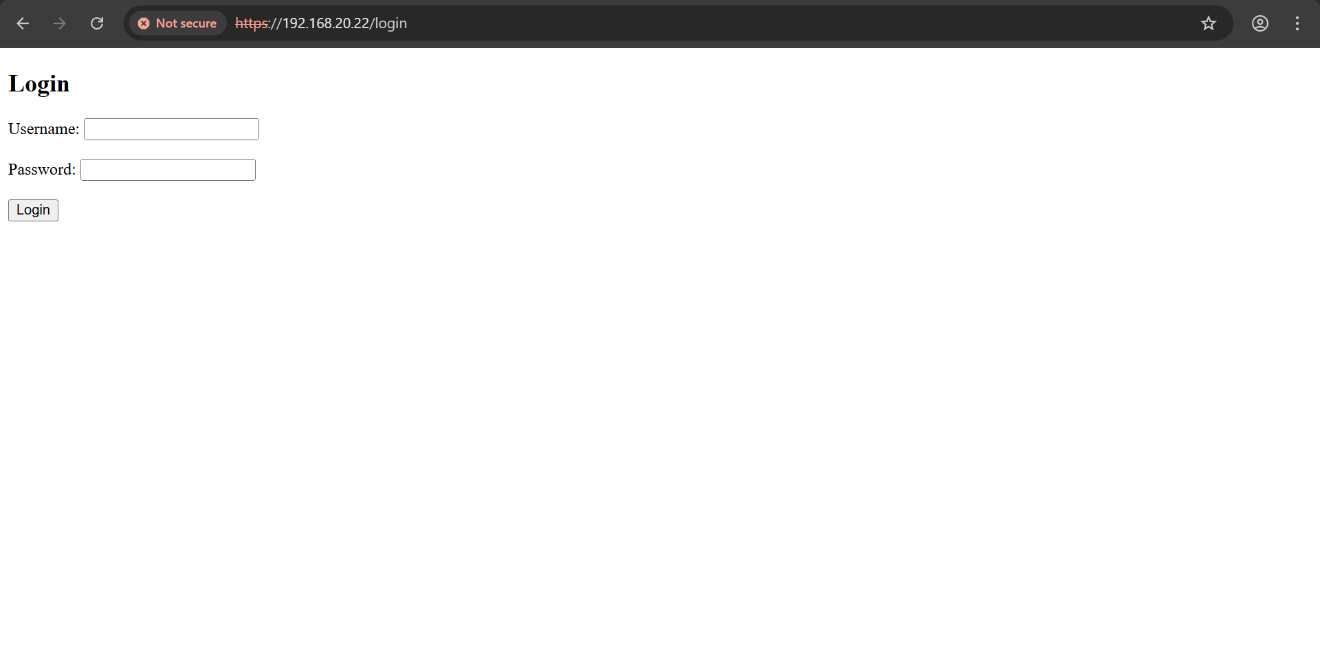 Not secure https://192.168.20.22/login
Login
Username:
Password:
Login